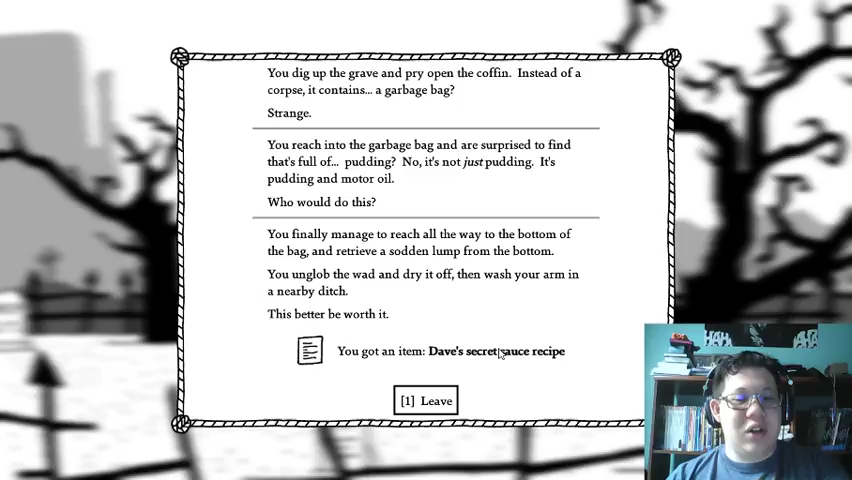 You dig up the grave and pry open the coffin. Instead of a
corpse, it contains... a garbage bag?
Strange.
You reach into the garbage bag and are surprised to find
that's full of... pudding? No, it's not just pudding. It's
pudding and motor oil.
Who would do this?
You finally manage to reach all the way to the bottom of
the bag, and retrieve a sodden lump from the bottom.
You unglob the wad and dry it off, then wash your arm in
a nearby ditch.
This better be worth it.
You got an item: Dave's secret sauce recipe
[1] Leave